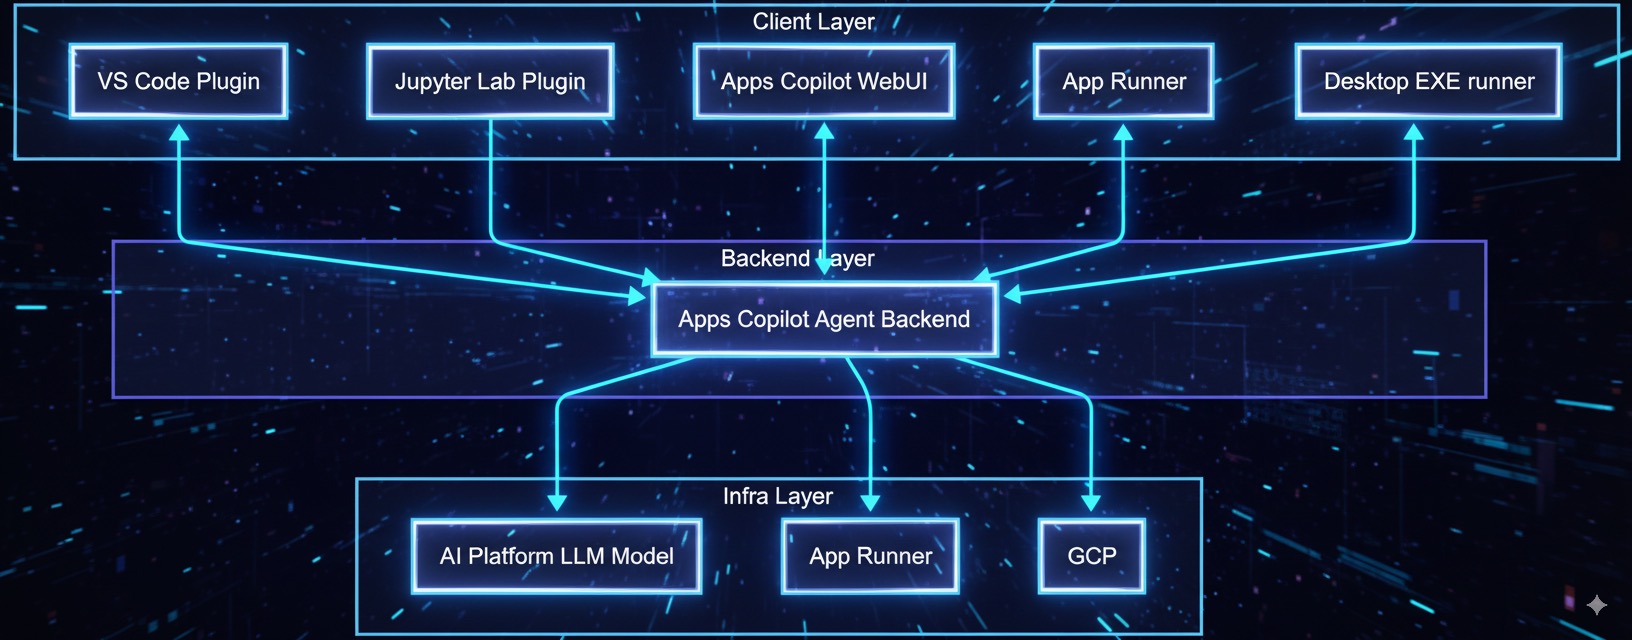 Client Layer
VS Code Plugin
Jupyter Lab Plugin
Apps Copilot WebUI
App Runner
Desktop EXE runner
Backend Layer
Apps Copilot Agent Backend
Infra Layer
AI Platform LLM Model
App Runner
GCP